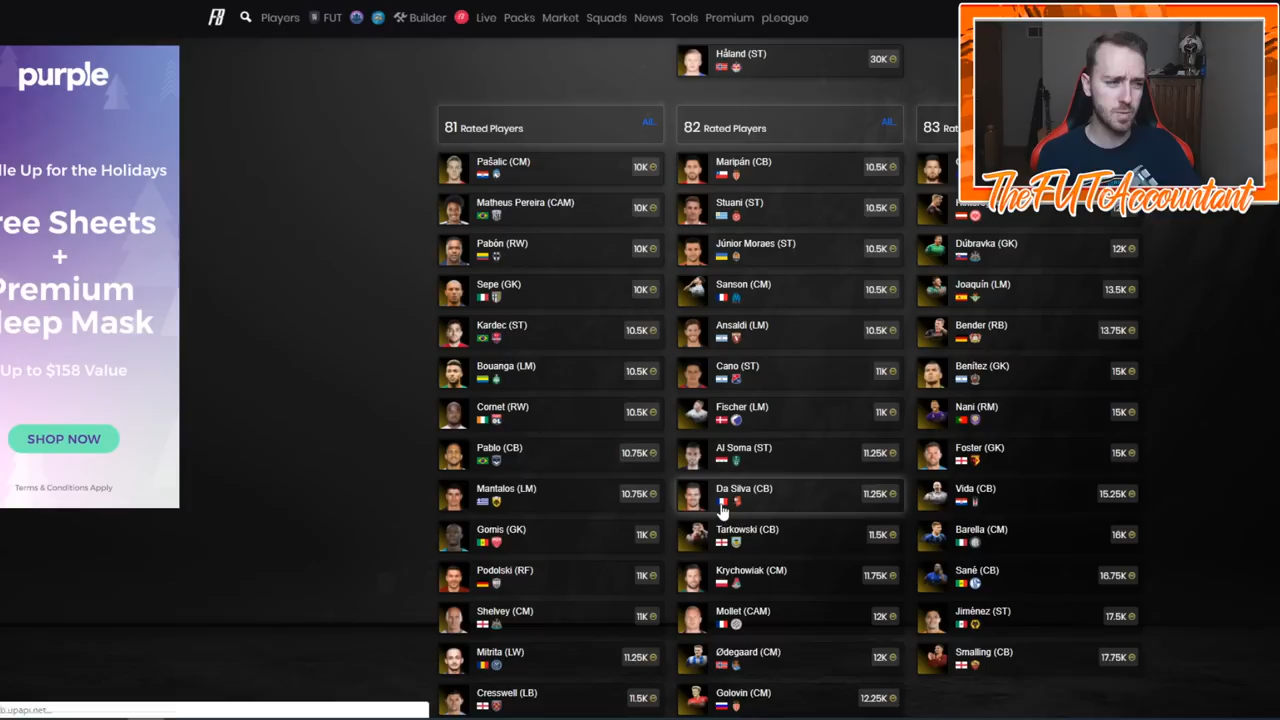 F8 Players FUT Builder Live Packs Market Squads News Tools Premium pLeague
purple
lle Up for the Holidays
ree Sheets
+
Premium
leep Mask
Up to $158 Value
SHOP NOW
Terms & Conditions Apply
Håland (ST)
30K
81 Rated Players
All..
Pašalic (CM)
10K
Matheus Pereira (CAM)
10K
Pabón (RW)
10K
Sepe (GK)
10K
Kardec (ST)
10.5K
Bouanga (LM)
10.5K
Cornet (RW)
10.5K
Pablo (CB)
10.75K
Mantalos (LM)
10.75K
Gomis (GK)
11K
Podolski (RF)
11K
Shelvey (CM)
11K
Mitrita (LW)
11.25K
Cresswell (LB)
11.5K
82 Rated Players
All..
Maripán (CB)
10.5K
Stuani (ST)
10.5K
Júnior Moraes (ST)
10.5K
Sanson (CM)
10.5K
Ansaldi (LM)
10.5K
Cano (ST)
11K
Fischer (LM)
11K
Al Soma (ST)
11.25K
Da Silva (CB)
11.25K
Tarkowski (CB)
11.5K
Krychowiak (CM)
11.75K
Mollet (CAM)
12K
Ødegaard (CM)
12K
Golovin (CM)
12.25K
83 Rated Players
Dúbravka (GK)
12K
Joaquín (LM)
13.5K
Bender (RB)
13.75K
Benítez (GK)
15K
Nani (RM)
15K
Foster (GK)
15K
Vida (CB)
15.25K
Barella (CM)
16K
Sané (CB)
16.75K
Jiménez (ST)
17.5K
Smalling (CB)
17.75K
TheFUTAccountant
b.upapi.net...